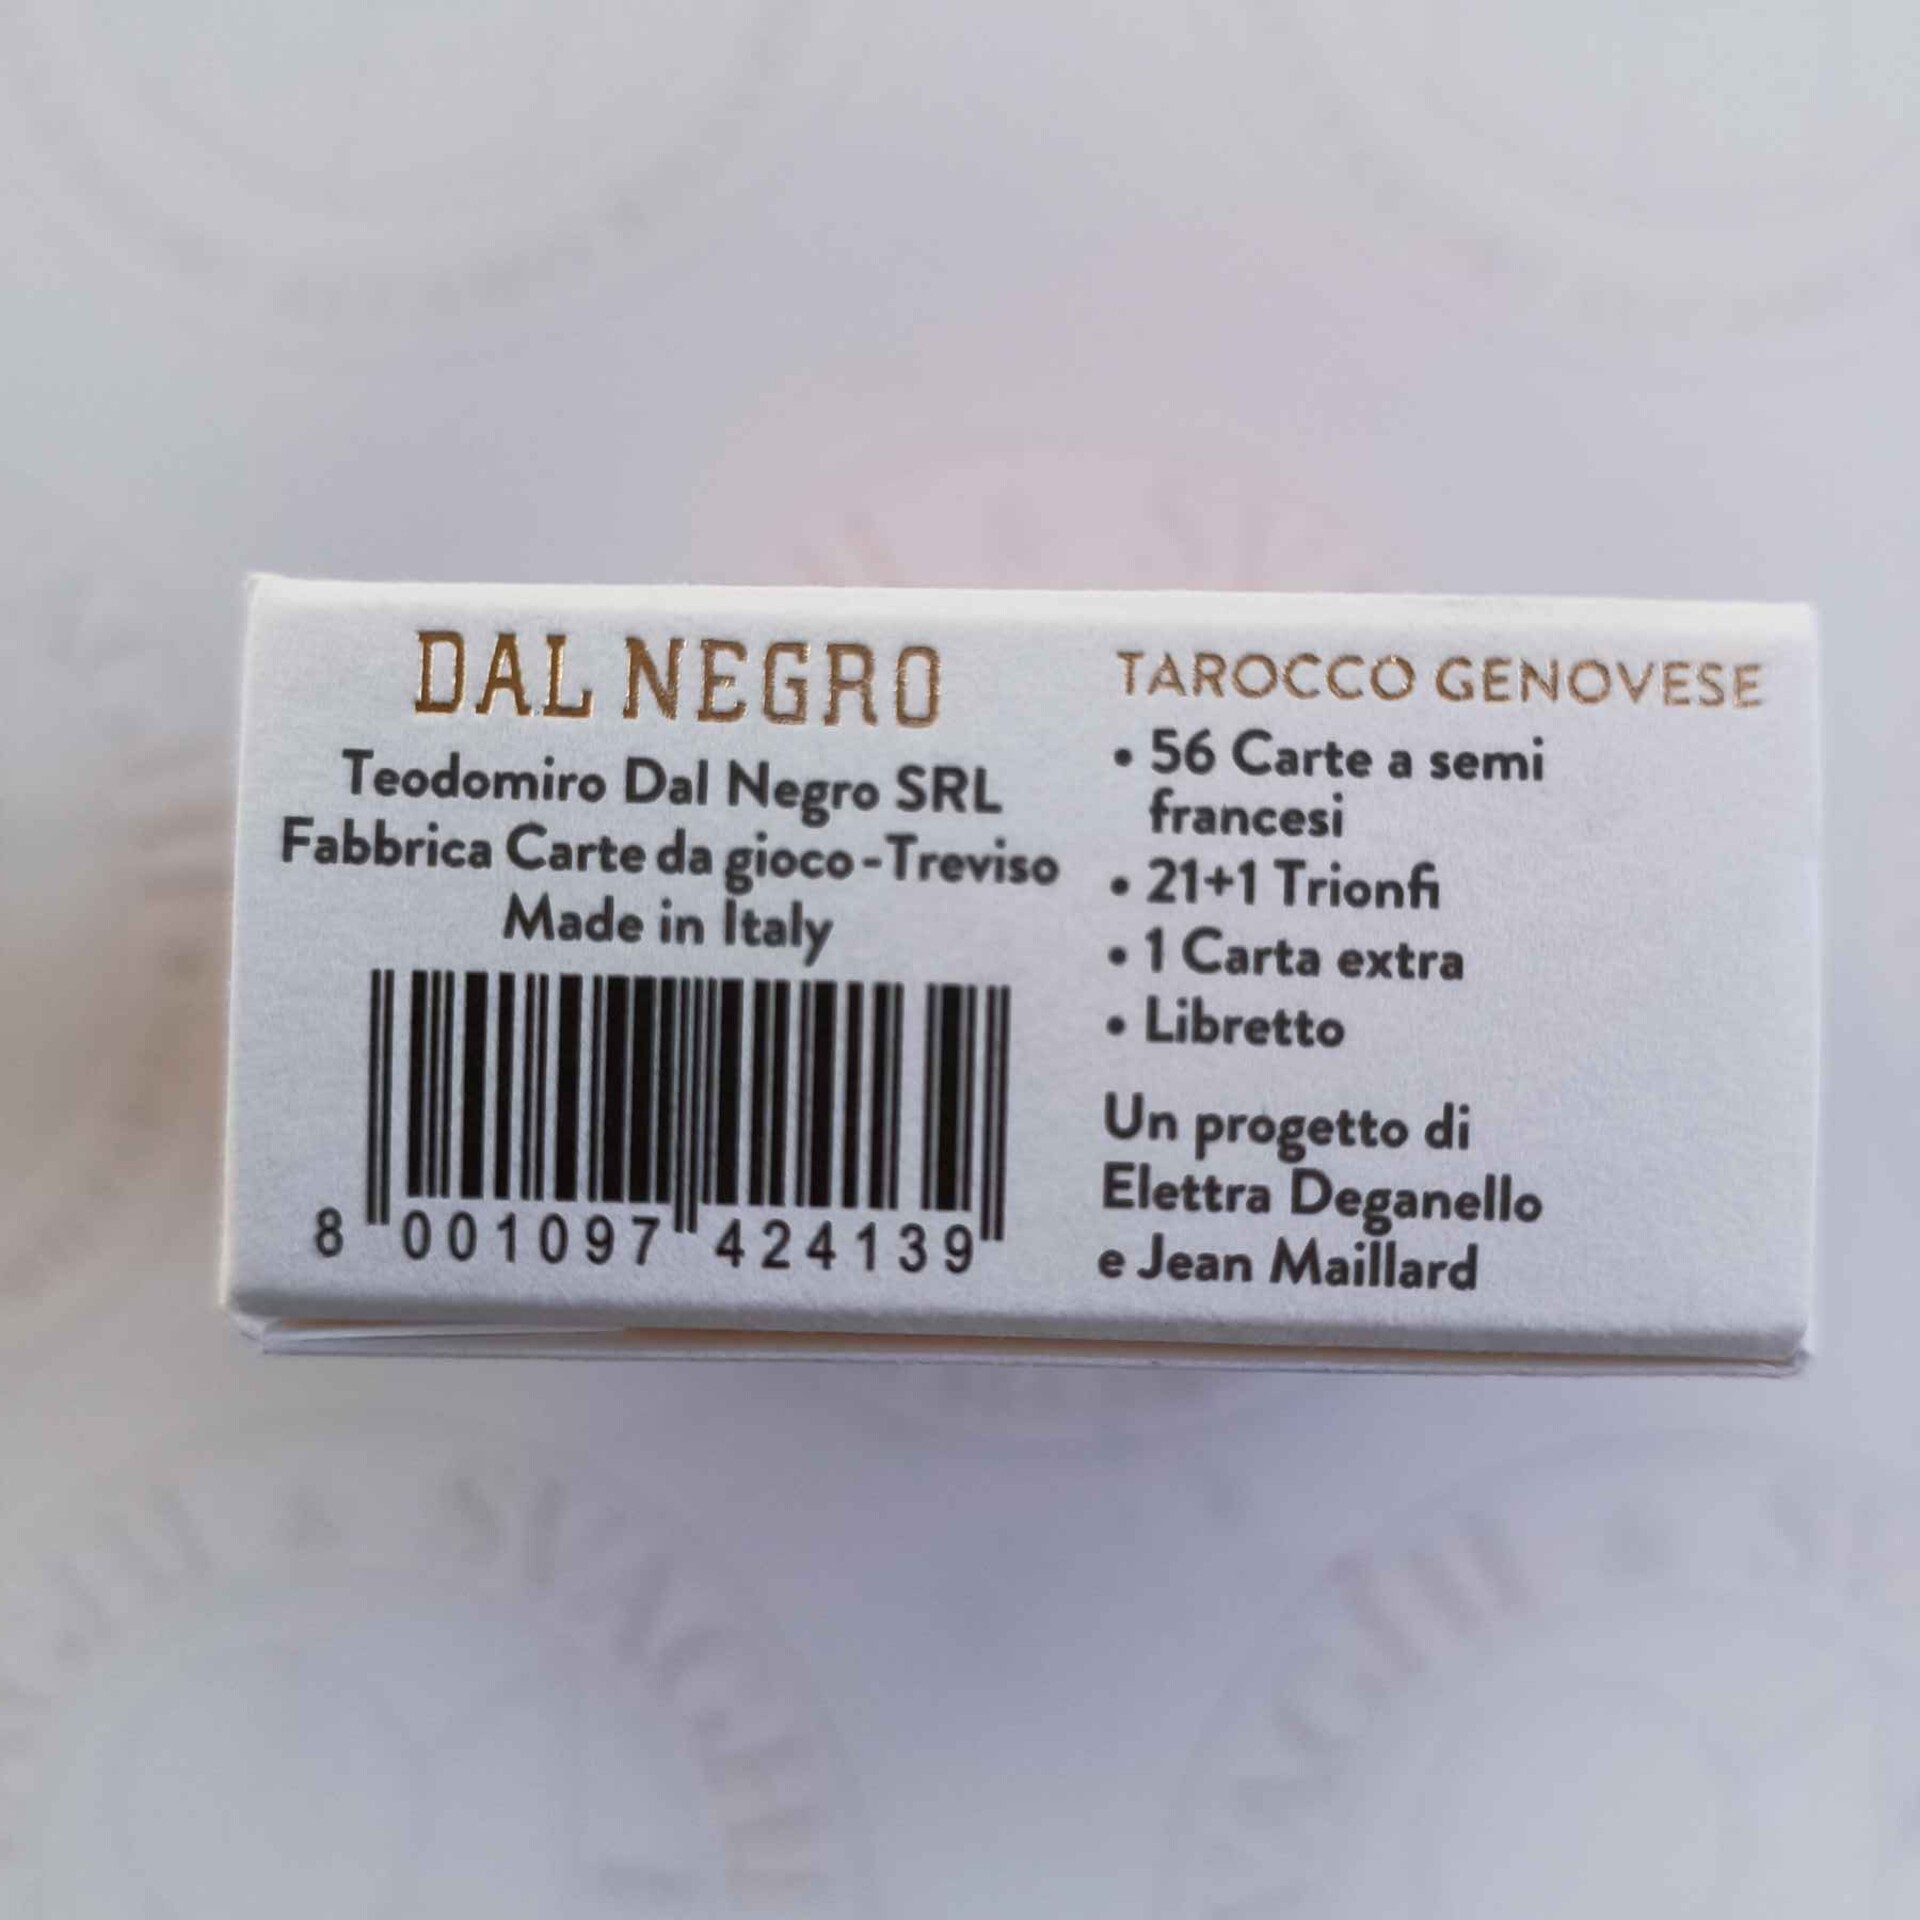 DAL NEGRO
Teodomiro Dal Negro SRL
Fabbrica Carte da gioco - Treviso
Made in Italy
8 001097 424139
TAROCCO GENOVESE
• 56 Carte a semi
francesi
• 21+1 Trionfi
• 1 Carta extra
• Libretto
Un progetto di
Elettra Deganello
e Jean Maillard